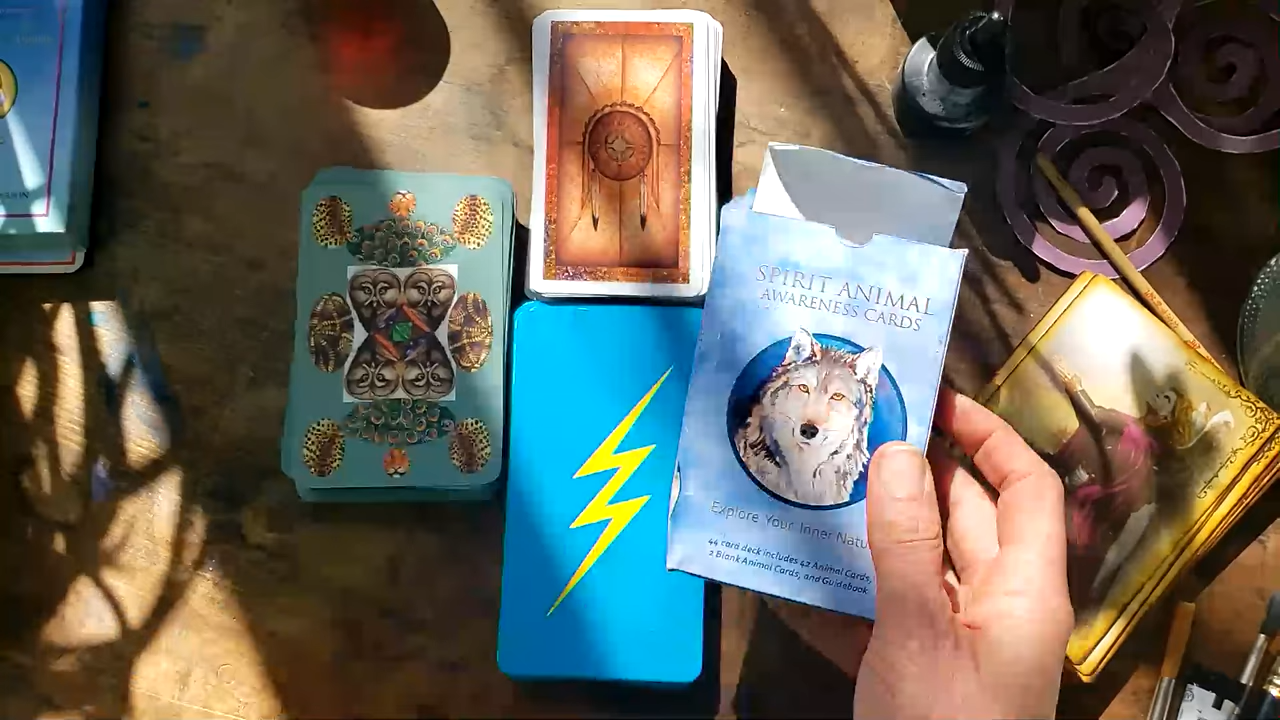 SPIRIT ANIMAL
AWARENESS CARDS
Explore Your Inner Natu
44 card deck includes 42 Animal Cards,
2 Blank Animal Cards, and Guidebook